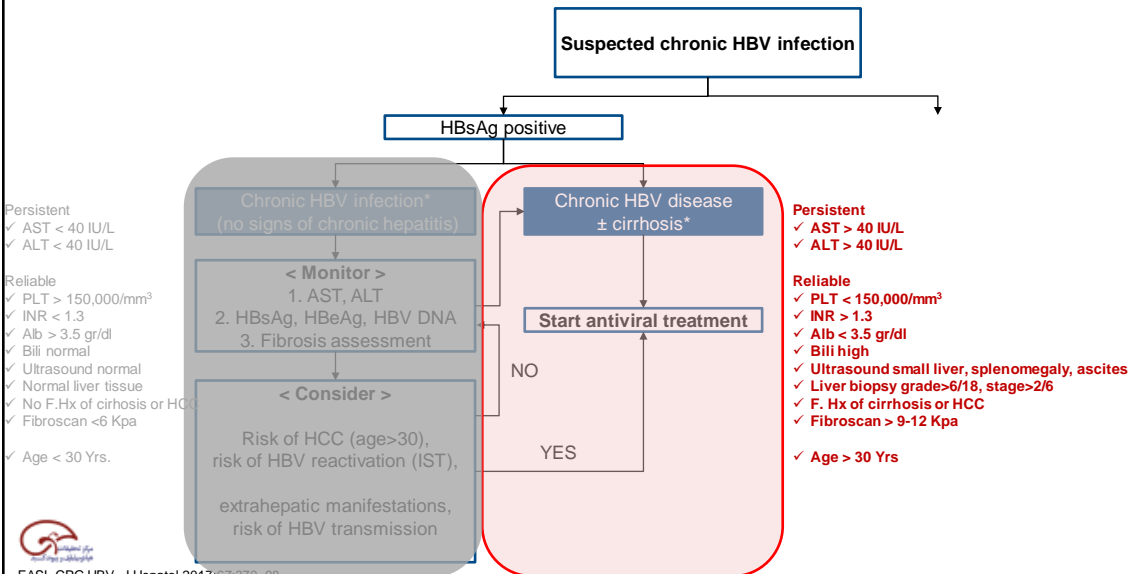 Suspected chronic HBV infection
HBsAg positive
Chronic HBV infection*
(no signs of chronic hepatitis)
Chronic HBV disease
± cirrhosis*
Persistent
✓ AST < 40 IU/L
✓ ALT < 40 IU/L
Reliable
✓ PLT > 150,000/mm³
✓ INR < 1.3
✓ Alb > 3.5 gr/dl
✓ Bili normal
✓ Ultrasound normal
✓ Normal liver tissue
✓ No F.Hx of cirhosis or HCC
✓ Fibroscan <6 Kpa
✓ Age < 30 Yrs.
< Monitor >
1. AST, ALT
2. HBsAg, HBeAg, HBV DNA
3. Fibrosis assessment
< Consider >
Risk of HCC (age>30),
risk of HBV reactivation (IST),
extrahepatic manifestations,
risk of HBV transmission
NO
YES
Start antiviral treatment
Persistent
✓ AST > 40 IU/L
✓ ALT > 40 IU/L
Reliable
✓ PLT < 150,000/mm³
✓ INR > 1.3
✓ Alb < 3.5 gr/dl
✓ Bili high
✓ Ultrasound small liver, splenomegaly, ascites
✓ Liver biopsy grade>6/18, stage>2/6
✓ F. Hx of cirrhosis or HCC
✓ Fibroscan > 9-12 Kpa
✓ Age > 30 Yrs
EASL CPG HBV. J Hepatol 2017;67:370–98